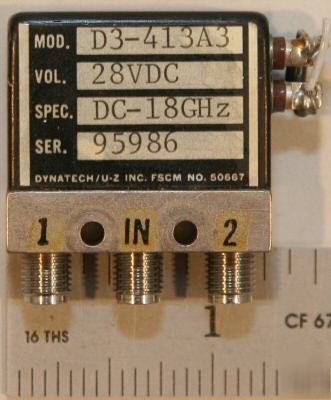 MOD. D3-413A3
VOL. 28VDC
SPEC. DC-18GHz
SER. 95986
DYNATECH/U-Z INC. FSCM NO. 50667
1 IN 2
16 THS 1 CF 67